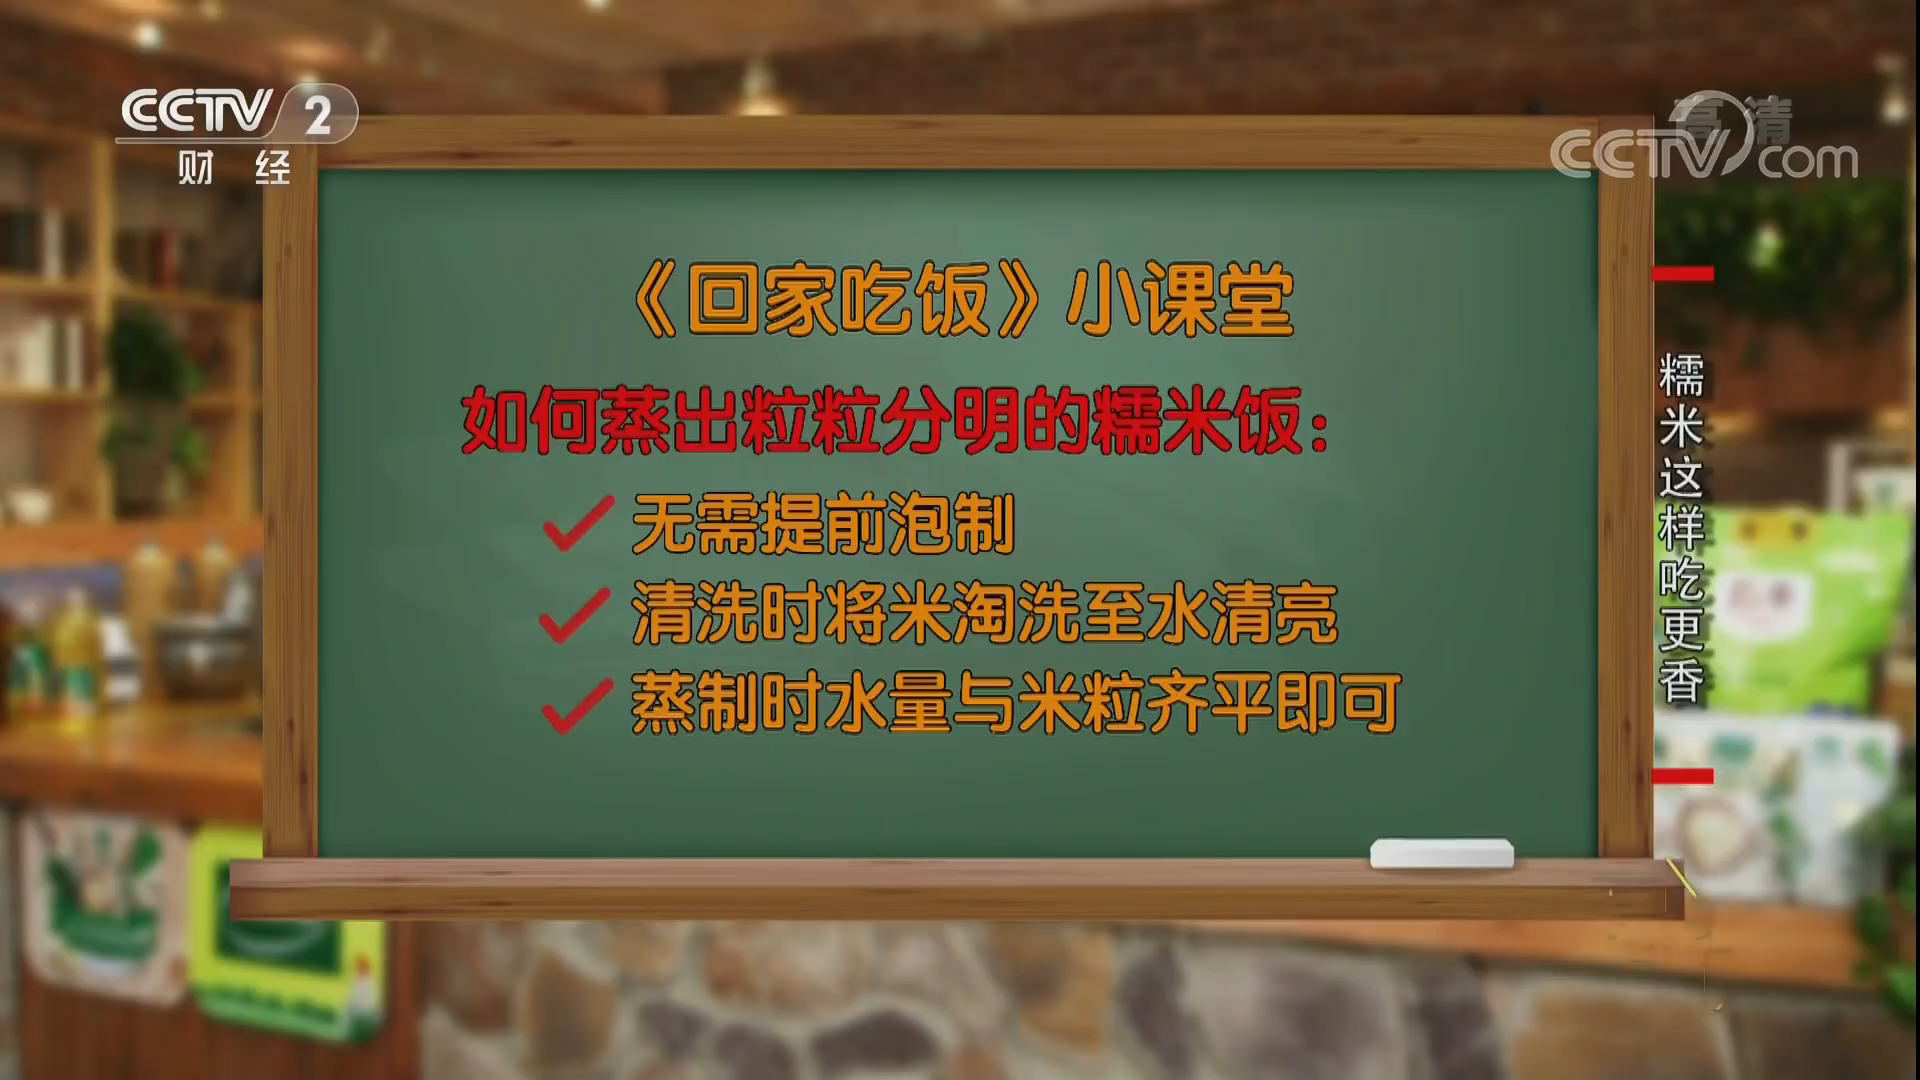 CCTV 2
财 经
高清
CCTV.com
《回家吃饭》小课堂
如何蒸出粒粒分明的糯米饭：
无需提前泡制
清洗时将米淘洗至水清亮
蒸制时水量与米粒齐平即可
糯米这样吃更香